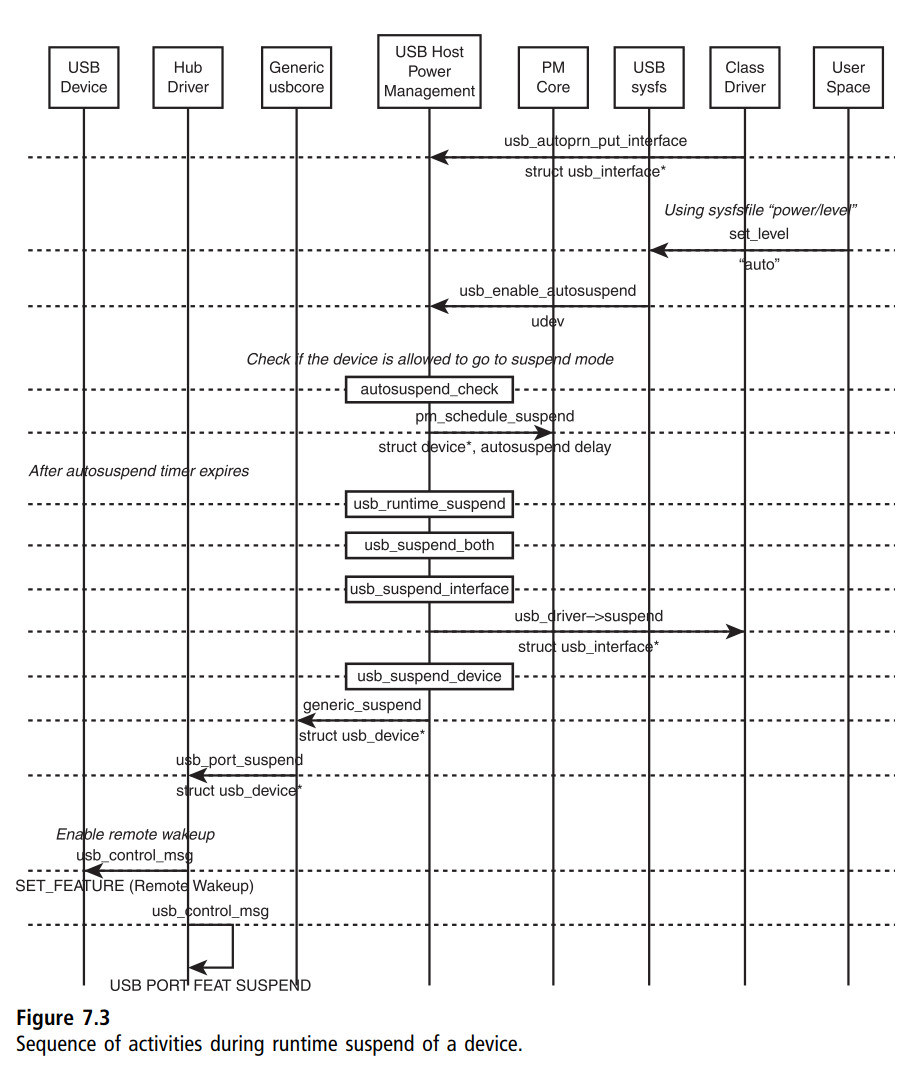 USB
Device
Hub
Driver
Generic
usbcore
USB Host
Power
Management
PM
Core
USB
sysfs
Class
Driver
User
Space
usb_autoprn_put_interface
struct usb_interface*
Using sysfsfile “power/level”
set_level
“auto”
usb_enable_autosuspend
udev
Check if the device is allowed to go to suspend mode
autosuspend_check
pm_schedule_suspend
struct device*, autosuspend delay
After autosuspend timer expires
usb_runtime_suspend
usb_suspend_both
usb_suspend_interface
usb_driver–>suspend
struct usb_interface*
usb_suspend_device
generic_suspend
struct usb_device*
usb_port_suspend
struct usb_device*
Enable remote wakeup
usb_control_msg
SET_FEATURE (Remote Wakeup)
usb_control_msg
USB PORT FEAT SUSPEND
Figure 7.3
Sequence of activities during runtime suspend of a device.